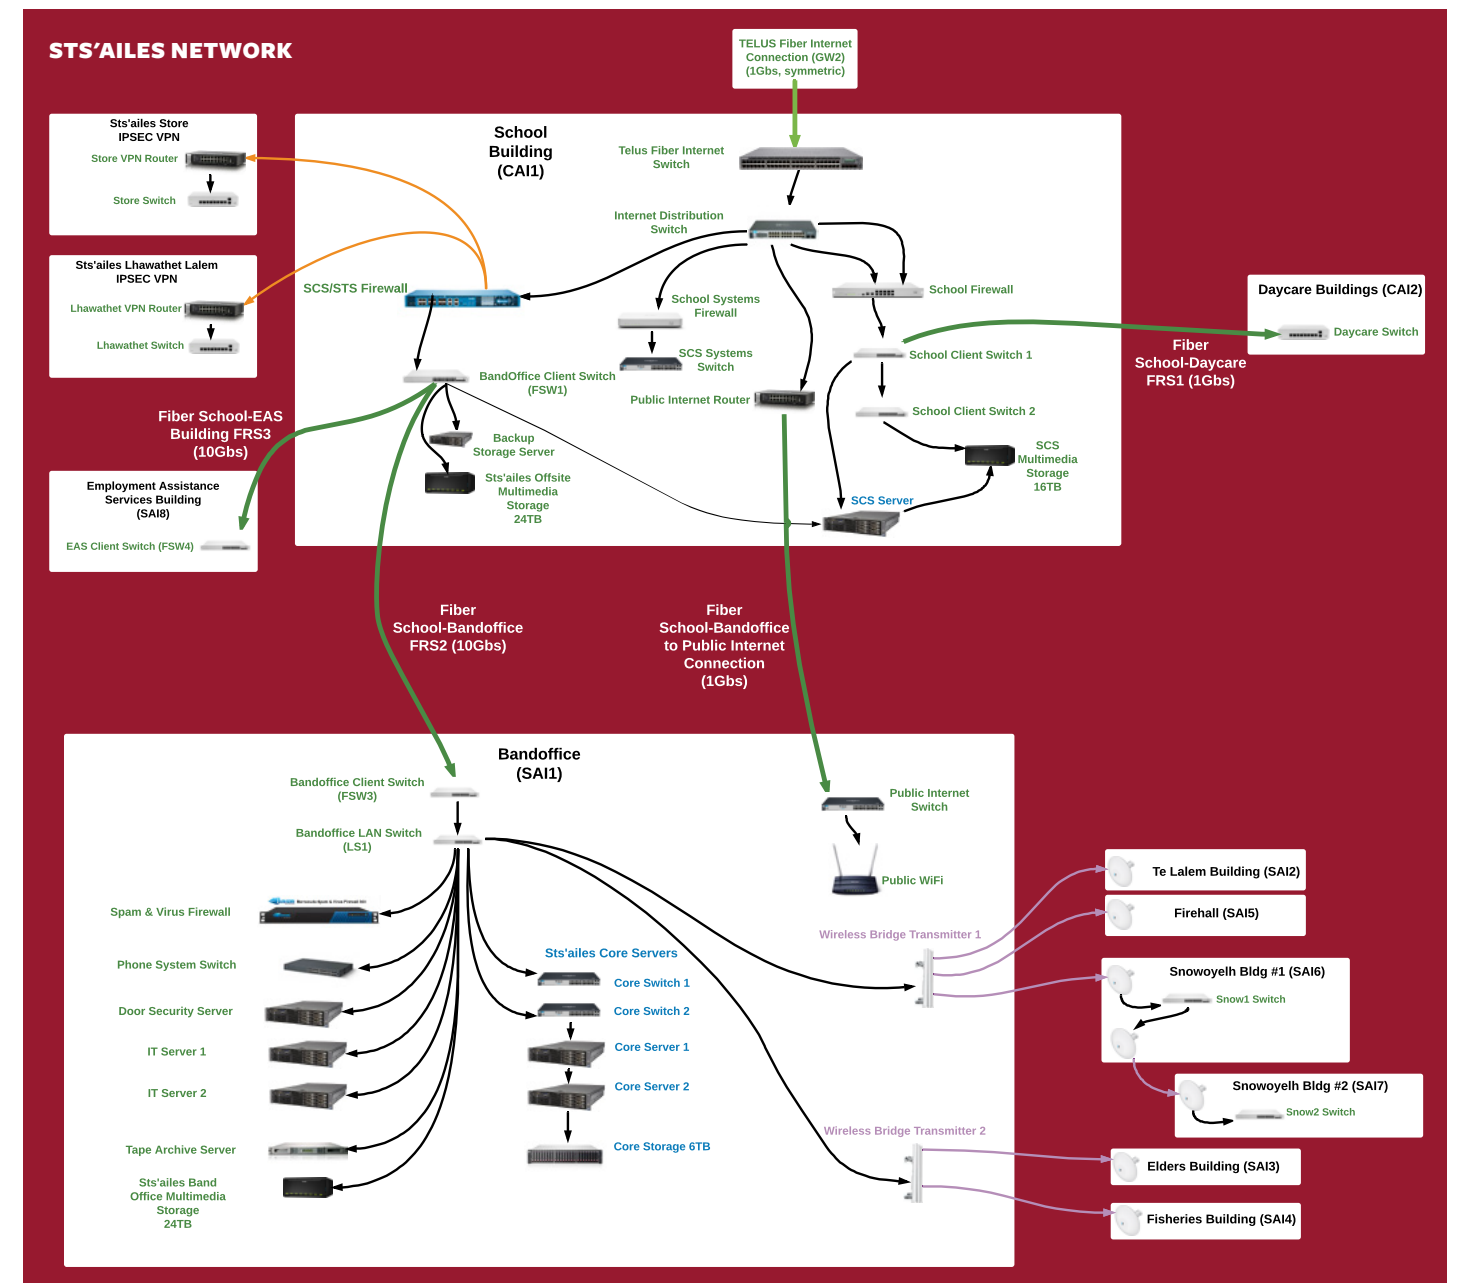 STS'AILES NETWORK
TELUS Fiber Internet
Connection (GW2)
(1Gbs, symmetric)
Sts'ailes Store
IPSEC VPN
Store VPN Router
Store Switch
Sts'ailes Lhawathet Lalem
IPSEC VPN
Lhawathet VPN Router
Lhawathet Switch
School
Building
(CAI1)
Telus Fiber Internet
Switch
Internet Distribution
Switch
SCS/STS Firewall
School Systems
Firewall
School Firewall
SCS Systems
Switch
School Client Switch 1
BandOffice Client Switch
(FSW1)
Public Internet Router
School Client Switch 2
Backup
Storage Server
Sts'ailes Offsite
Multimedia
Storage
24TB
SCS
Multimedia
Storage
16TB
SCS Server
Daycare Buildings (CAI2)
Daycare Switch
Fiber
School-Daycare
FRS1 (1Gbs)
Fiber School-EAS
Building FRS3
(10Gbs)
Employment Assistance
Services Building
(SAI8)
EAS Client Switch (FSW4)
Fiber
School-Bandoffice
FRS2 (10Gbs)
Fiber
School-Bandoffice
to Public Internet
Connection
(1Gbs)
Bandoffice
(SAI1)
Bandoffice Client Switch
(FSW3)
Bandoffice LAN Switch
(LS1)
Public Internet
Switch
Public WiFi
Barracuda Spam & Virus Firewall
Spam & Virus Firewall
Phone System Switch
Door Security Server
IT Server 1
IT Server 2
Tape Archive Server
Sts'ailes Band
Office Multimedia
Storage
24TB
Sts'ailes Core Servers
Core Switch 1
Core Switch 2
Core Server 1
Core Server 2
Core Storage 6TB
Wireless Bridge Transmitter 1
Wireless Bridge Transmitter 2
Te Lalem Building (SAI2)
Firehall (SAI5)
Snowoyelh Bldg #1 (SAI6)
Snow1 Switch
Snowoyelh Bldg #2 (SAI7)
Snow2 Switch
Elders Building (SAI3)
Fisheries Building (SAI4)